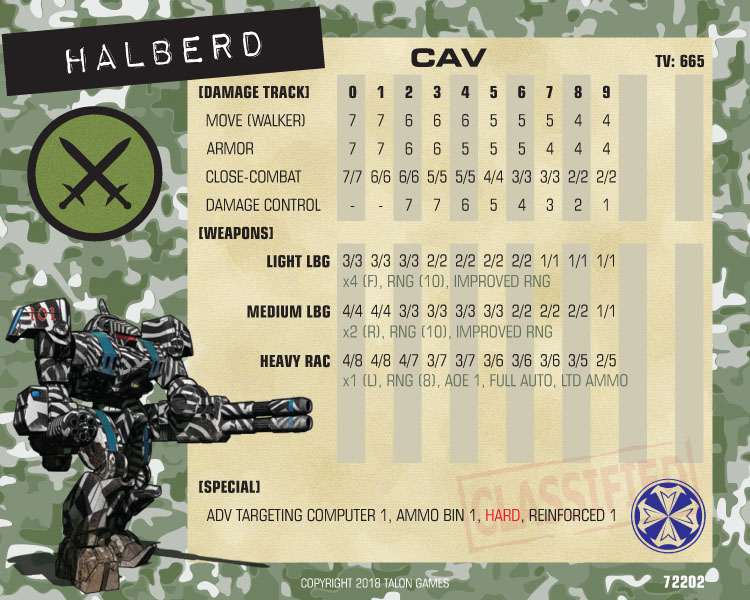 HALBERD
CAV
TV: 665
[DAMAGE TRACK] 0 1 2 3 4 5 6 7 8 9
MOVE (WALKER) 7 7 6 6 6 6 5 5 5 4 4
ARMOR 7 7 6 6 5 5 5 4 4 4
CLOSE-COMBAT 7/7 6/6 6/6 5/5 5/5 4/4 3/3 3/3 2/2 2/2
DAMAGE CONTROL - - 7 7 6 5 4 3 2 1
[WEAPONS]
LIGHT LBG 3/3 3/3 3/3 2/2 2/2 2/2 2/2 1/1 1/1 1/1
x4 (F), RNG (10), IMPROVED RNG
MEDIUM LBG 4/4 4/4 3/3 3/3 3/3 3/3 2/2 2/2 2/2 1/1
x2 (R), RNG (10), IMPROVED RNG
HEAVY RAC 4/8 4/8 4/7 3/7 3/7 3/6 3/6 3/6 3/5 2/5
x1 (L), RNG (8), AOE 1, FULL AUTO, LTD AMMO
101
CLASSIFIED
[SPECIAL]
ADV TARGETING COMPUTER 1, AMMO BIN 1, HARD, REINFORCED 1
COPYRIGHT 2018 TALON GAMES
72202